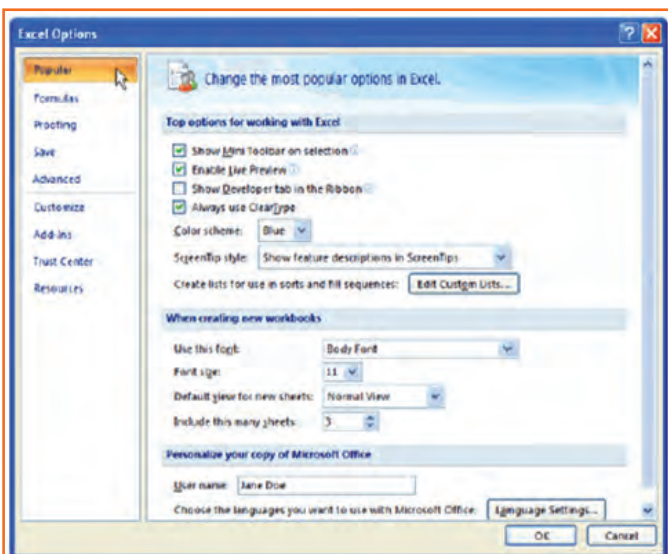 Excel Options
Popular
Formulas
Proofing
Save
Advanced
Customize
Add-Ins
Trust Center
Resources
Change the most popular options in Excel.
Top options for working with Excel
Show Mini Toolbar on selection
Enable Live Preview
Show Developer tab in the Ribbon
Always use ClearType
Color scheme: Blue
ScreenTip style: Show feature descriptions in ScreenTips
Create lists for use in sorts and fill sequences: Edit Custom Lists...
When creating new workbooks
Use this font: Body Font
Font size: 11
Default view for new sheets: Normal View
Include this many sheets: 3
Personalize your copy of Microsoft Office
User name: Jane Doe
Choose the languages you want to use with Microsoft Office: Language Settings...
OK Cancel